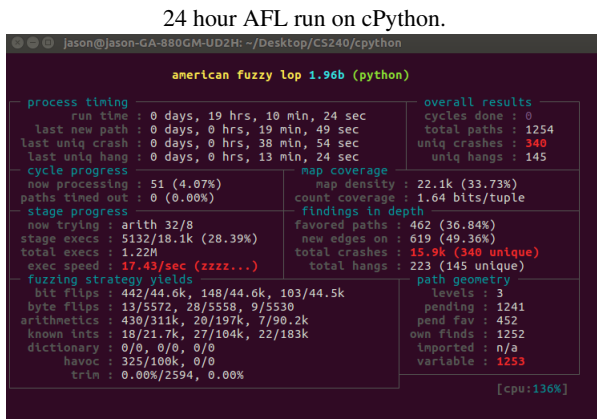 24 hour AFL run on cPython.
jason@jason-GA-880GM-UD2H: ~/Desktop/CS240/cpython
american fuzzy lop 1.96b (python)
process timing
run time : 0 days, 19 hrs, 10 min, 24 sec
last new path : 0 days, 0 hrs, 19 min, 49 sec
last uniq crash : 0 days, 0 hrs, 38 min, 54 sec
last uniq hang : 0 days, 0 hrs, 13 min, 24 sec
overall results
cycles done : 0
total paths : 1254
uniq crashes : 340
uniq hangs : 145
cycle progress
now processing : 51 (4.07%)
paths timed out : 0 (0.00%)
map coverage
map density : 22.1k (33.73%)
count coverage : 1.64 bits/tuple
stage progress
now trying : arith 32/8
stage execs : 5132/18.1k (28.39%)
total execs : 1.22M
exec speed : 17.43/sec (zzzz...)
findings in depth
favored paths : 462 (36.84%)
new edges on : 619 (49.36%)
total crashes : 15.9k (340 unique)
total hangs : 223 (145 unique)
fuzzing strategy yields
bit flips : 442/44.6k, 148/44.6k, 103/44.5k
byte flips : 13/5572, 28/5558, 9/5530
arithmetics : 430/311k, 20/197k, 7/90.2k
known ints : 18/21.7k, 27/104k, 22/183k
dictionary : 0/0, 0/0, 0/0
havoc : 325/100k, 0/0
trim : 0.00%/2594, 0.00%
path geometry
levels : 3
pending : 1241
pend fav : 452
own finds : 1252
imported : n/a
variable : 1253
[cpu:136%]